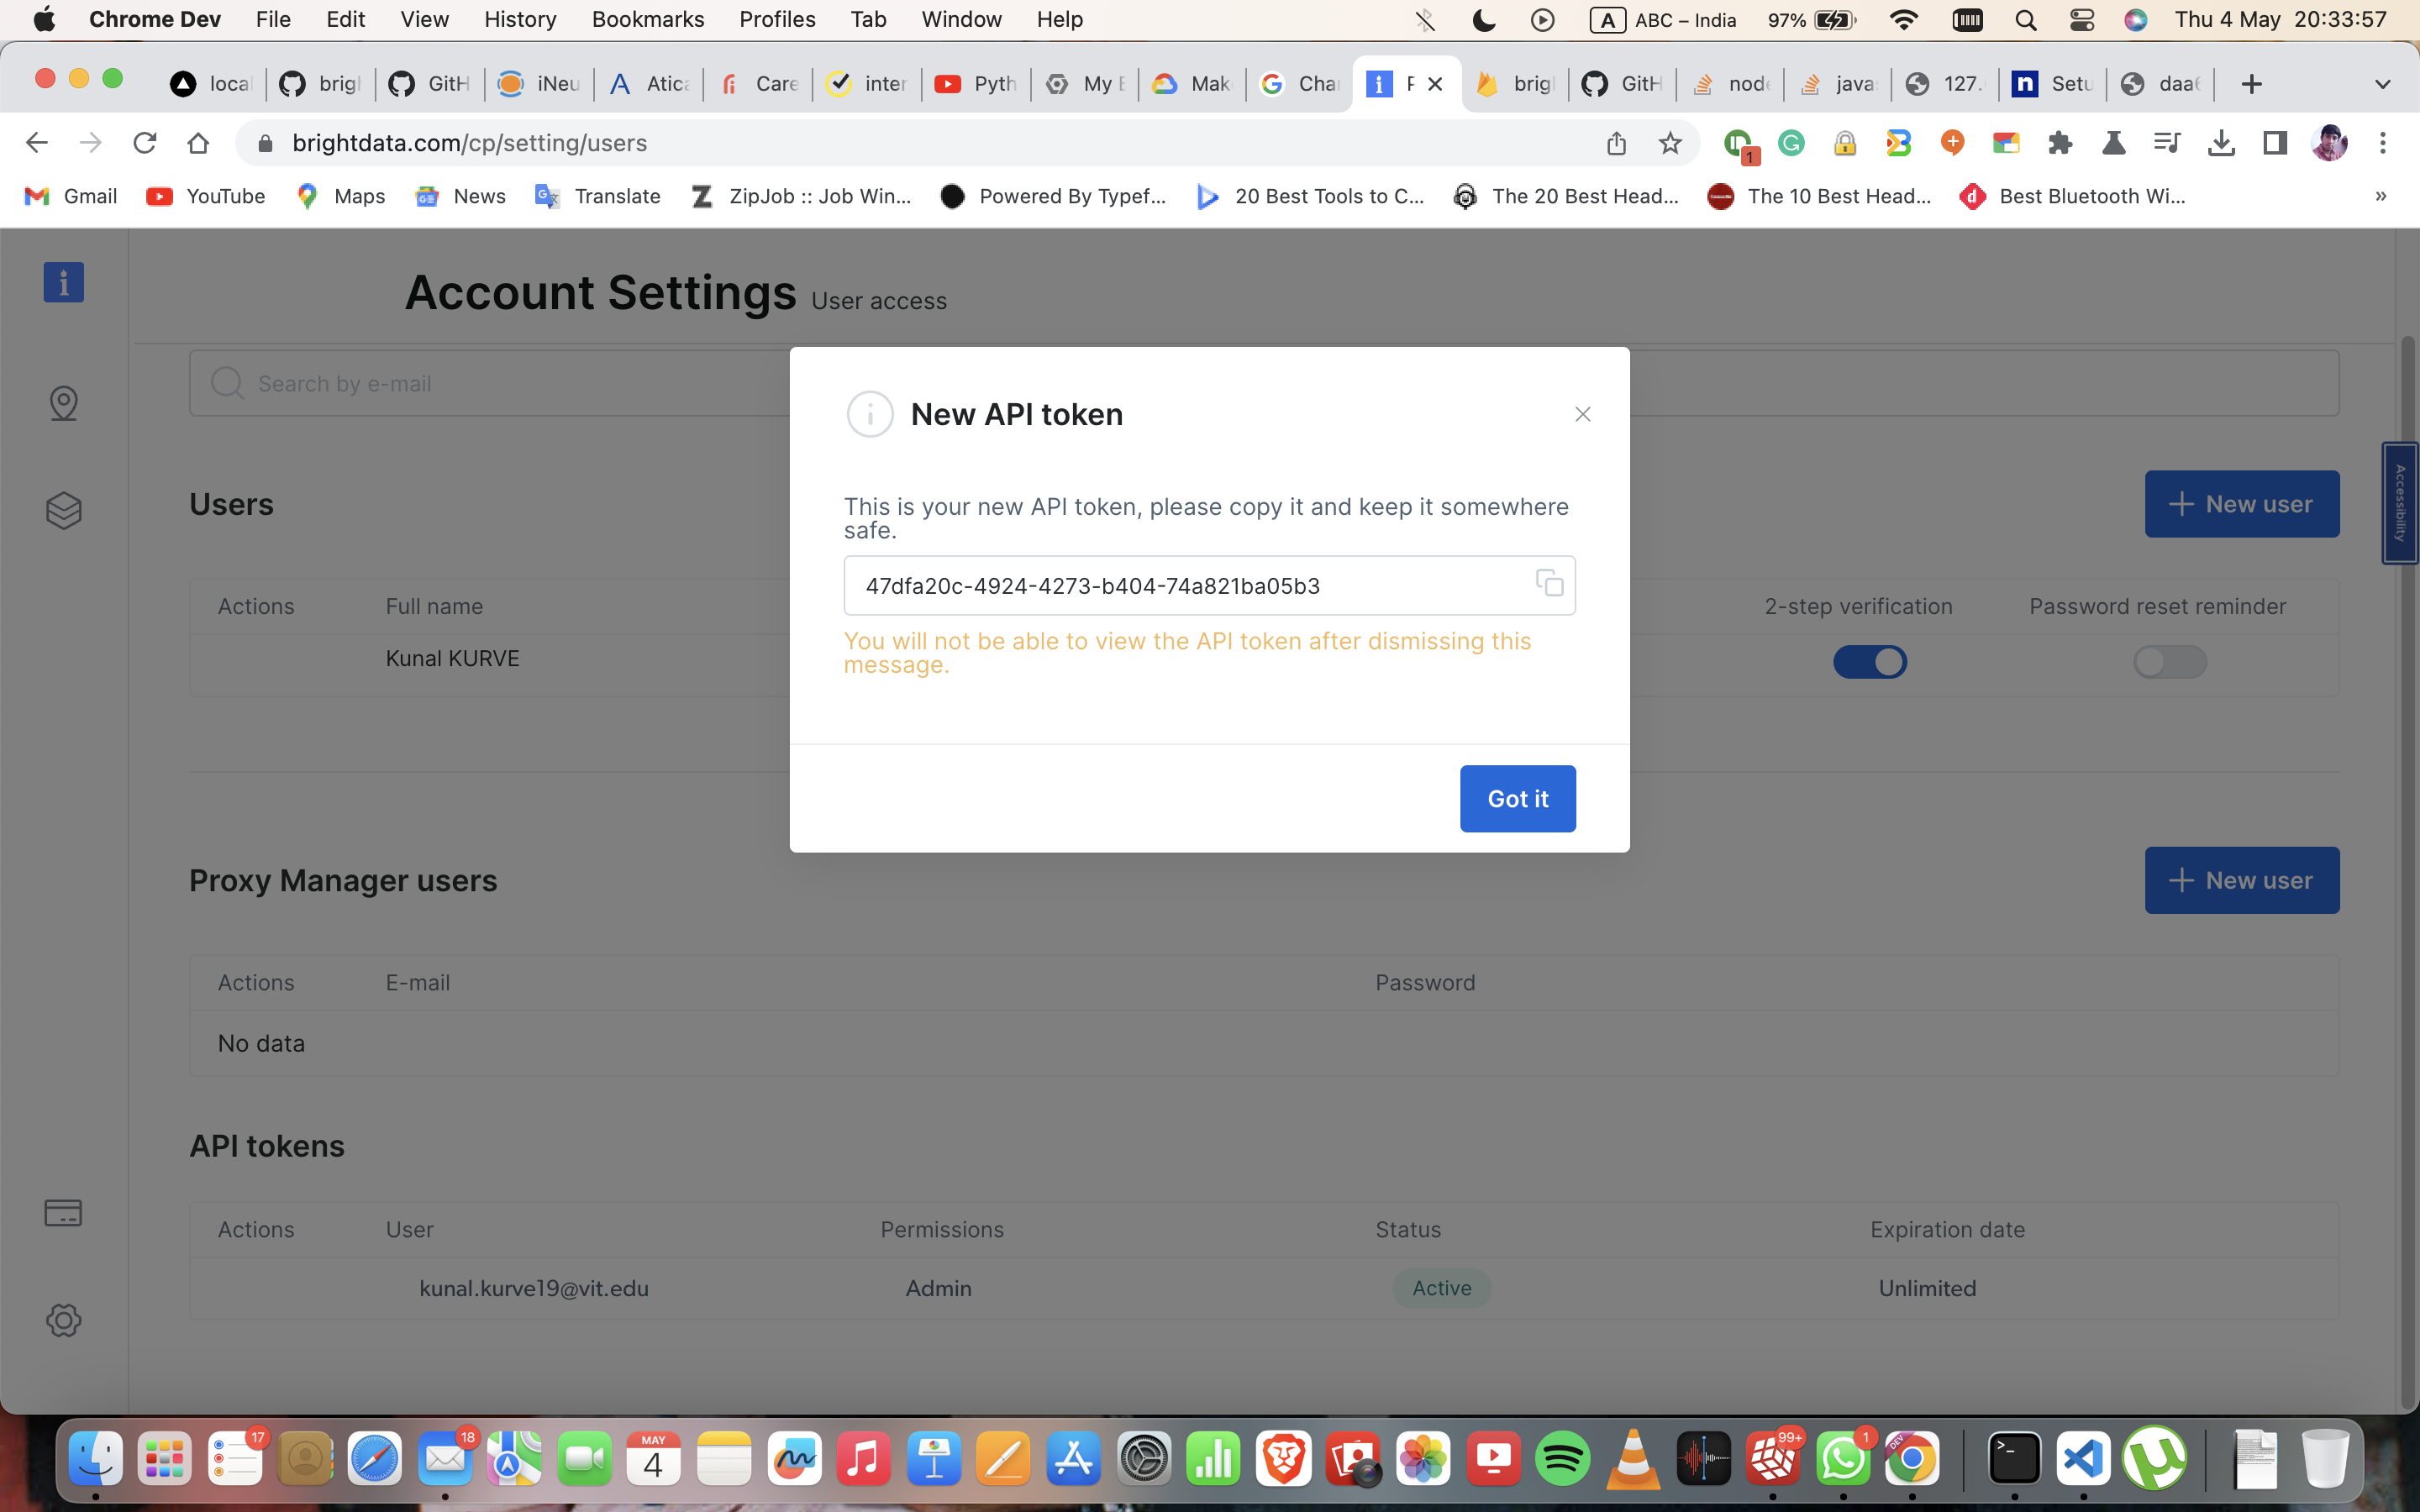 Chrome Dev File Edit View History Bookmarks Profiles Tab Window Help A ABC – India 97% Thu 4 May 20:33:57
loca brigh GitH iNeu Atica Care inter Pyth My E Mak Cha F brigl GitH node javas 127. Setu daa6
brightdata.com/cp/setting/users 1
Gmail YouTube Maps News Translate ZipJob :: Job Win... Powered By Typef... 20 Best Tools to C... The 20 Best Head... The 10 Best Head... Best Bluetooth Wi... »
Account Settings User access
Search by e-mail
New API token
This is your new API token, please copy it and keep it somewhere
safe.
47dfa20c-4924-4273-b404-74a821ba05b3
You will not be able to view the API token after dismissing this
message.
Got it
Users
New user
Accessibility
Actions Full name 2-step verification Password reset reminder
Kunal KURVE
Proxy Manager users
New user
Actions E-mail Password
No data
API tokens
Actions User Permissions Status Expiration date
kunal.kurve19@vit.edu Admin Active Unlimited
17 18 MAY 4 99+ 1 DEV